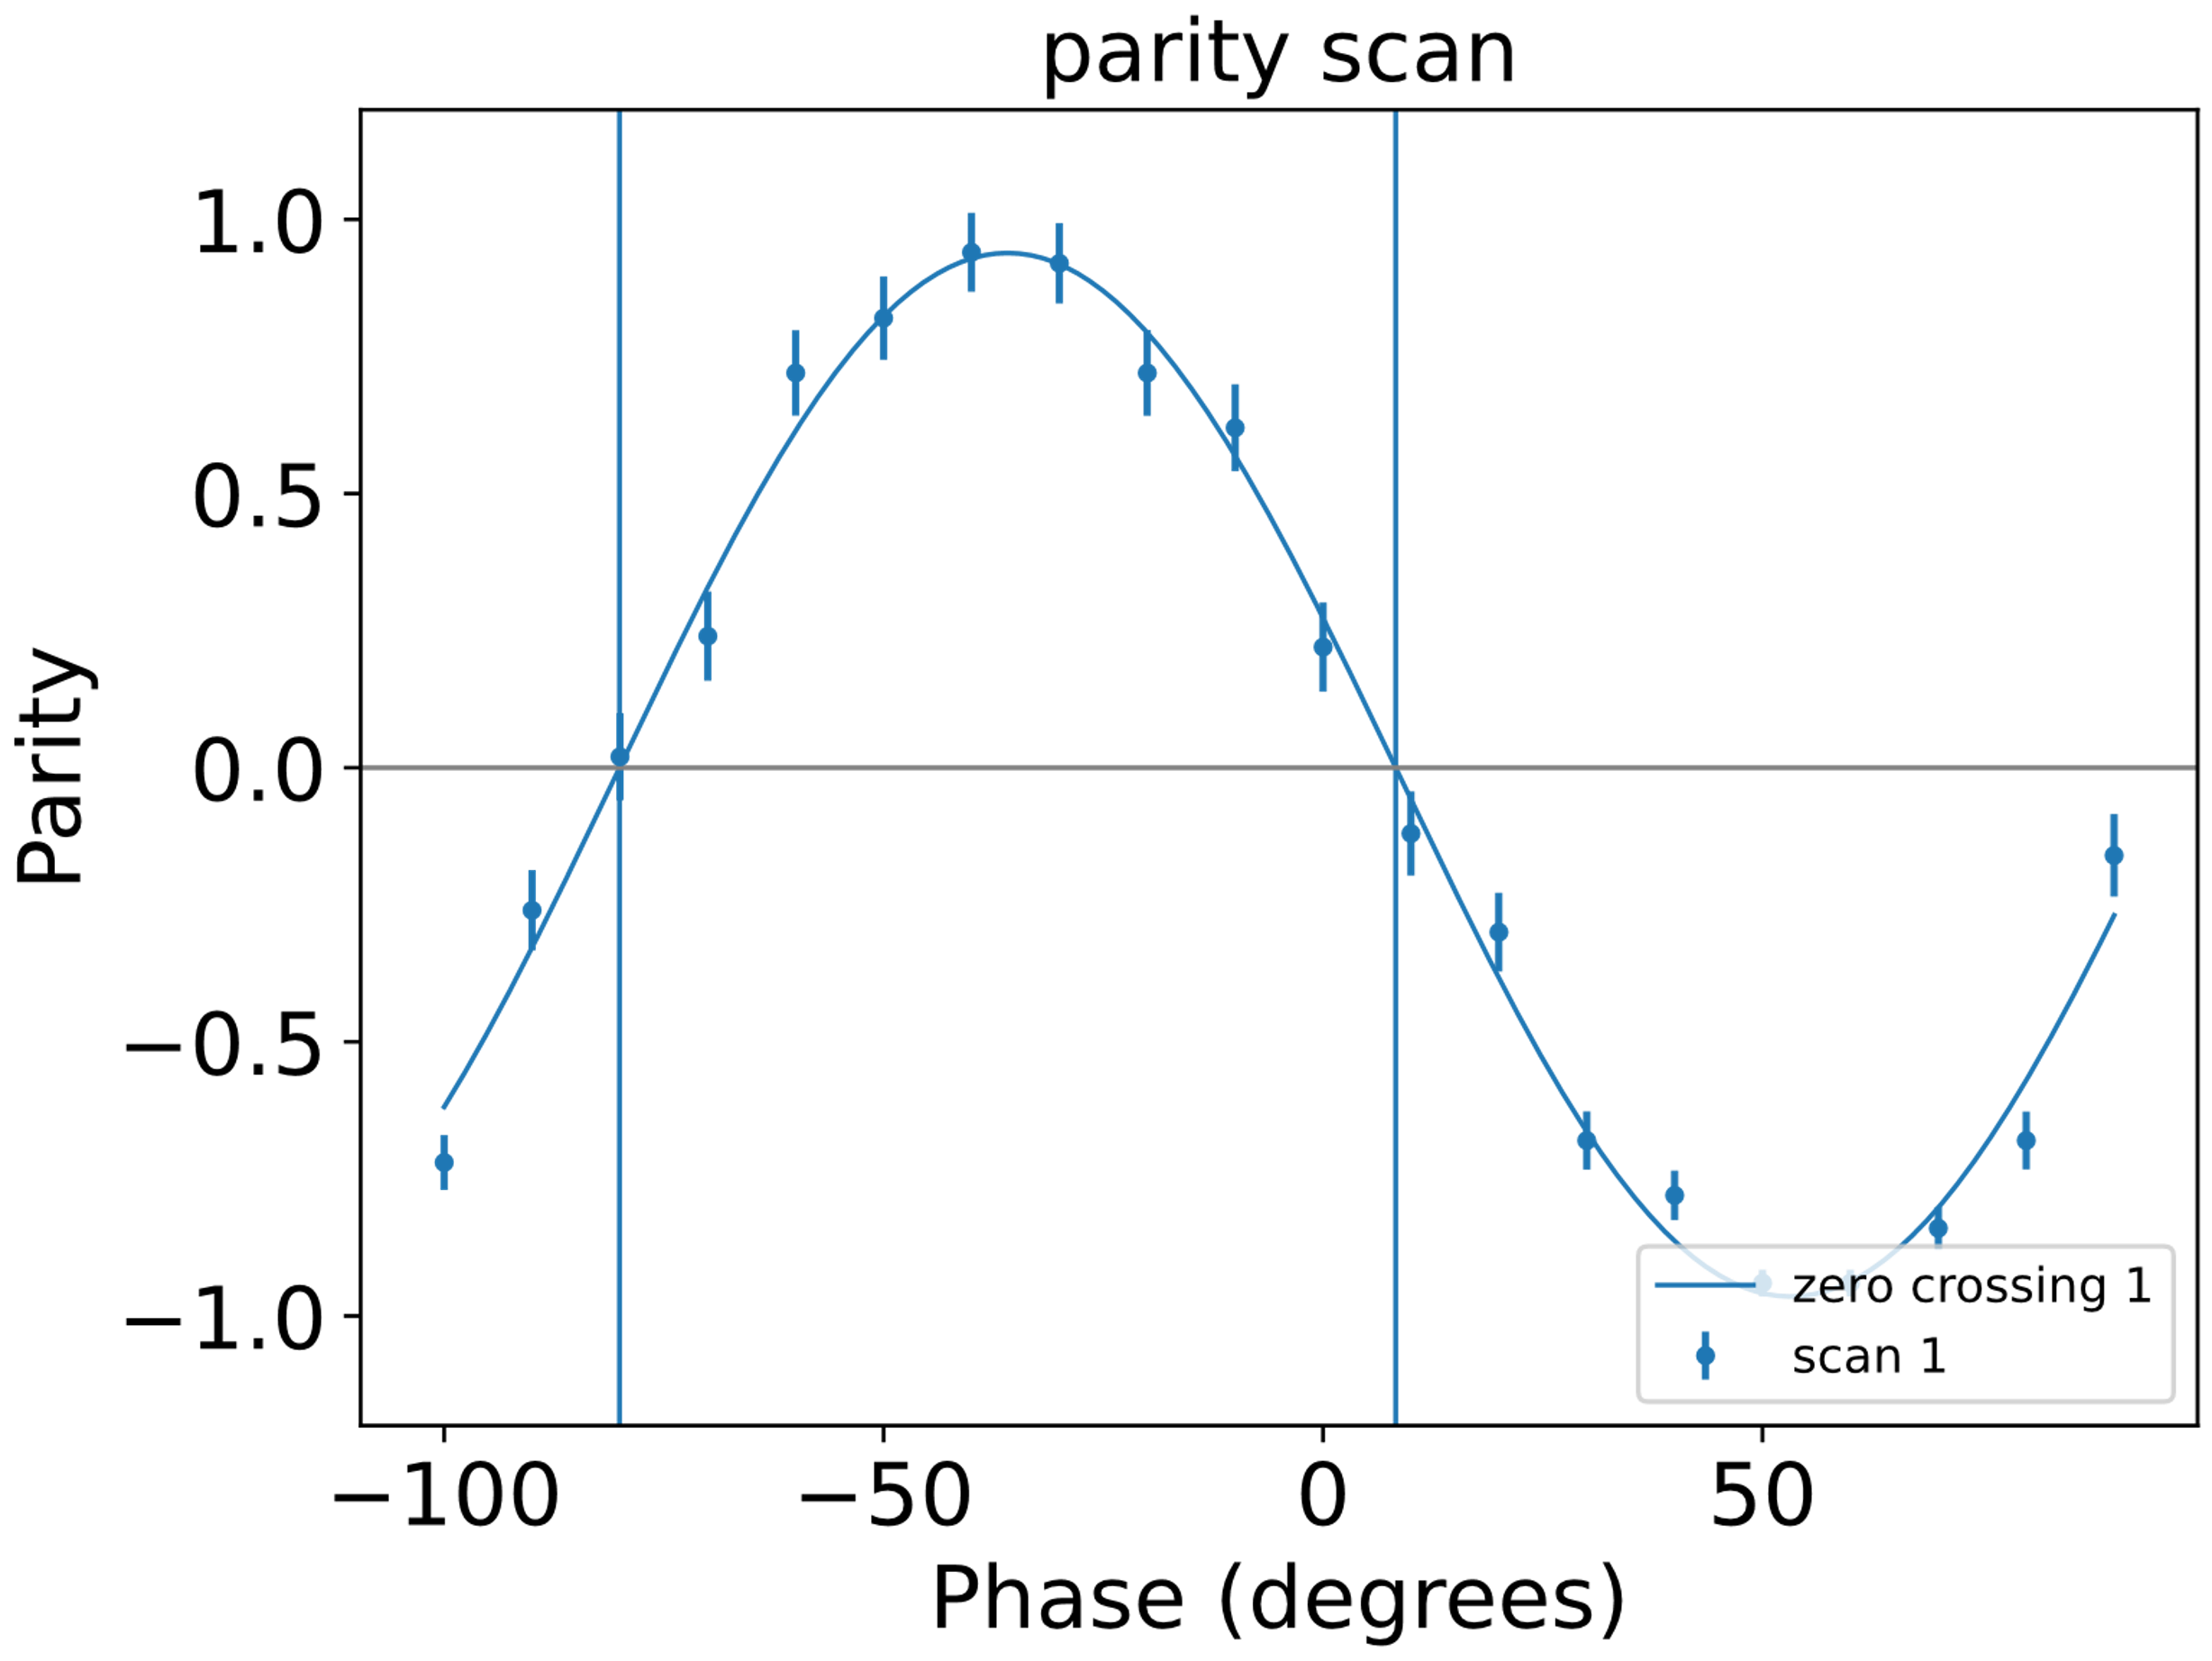 parity scan
1.0
0.5
0.0
−0.5
−1.0
Parity
zero crossing 1
scan 1
−100 −50 0 50
Phase (degrees)